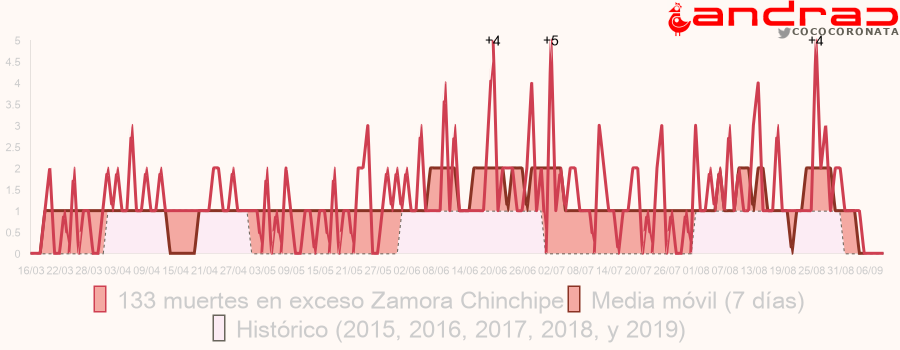 andras
COCOCORONATA
+4 +5 +4
5
4.5
4
3.5
3
2.5
2
1.5
1
0.5
0
16/03 22/03 28/03 03/04 09/04 15/04 21/04 27/04 03/05 09/05 15/05 21/05 27/05 02/06 08/06 14/06 20/06 26/06 02/07 08/07 14/07 20/07 26/07 01/08 07/08 13/08 19/08 25/08 31/08 06/09
133 muertes en exceso Zamora Chinchipe Media móvil (7 días)
Histórico (2015, 2016, 2017, 2018, y 2019)